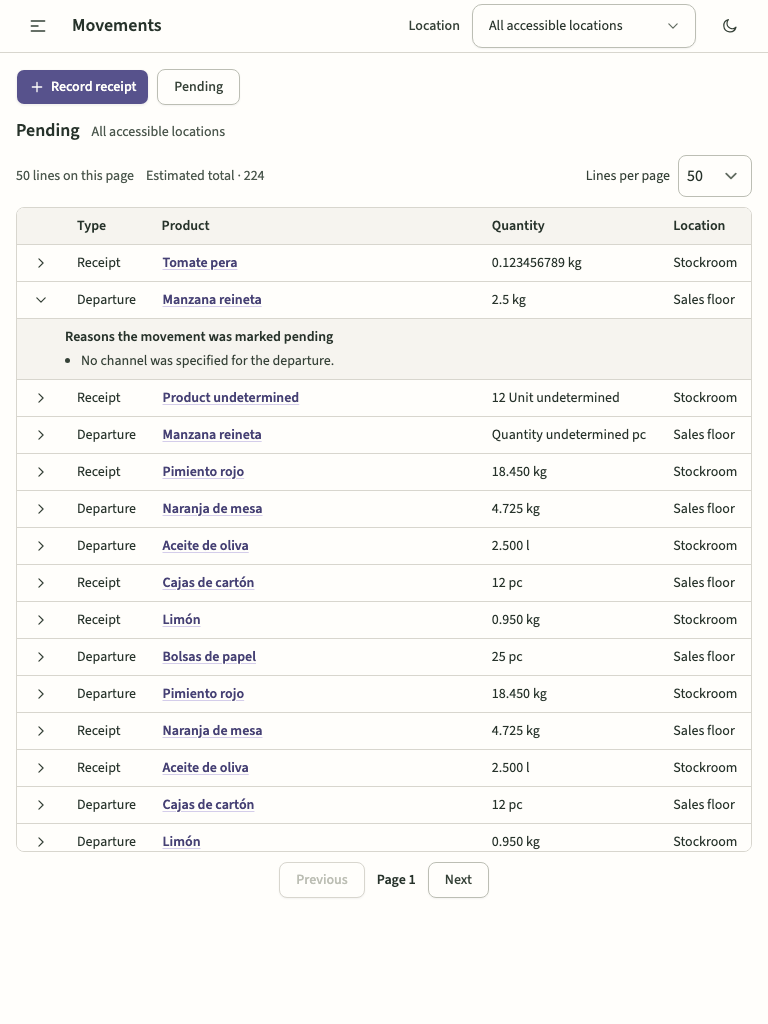 Movements Location All accessible locations
Record receipt Pending
Pending All accessible locations
50 lines on this page Estimated total · 224 Lines per page 50
Type Product Quantity Location
Receipt Tomate pera 0.123456789 kg Stockroom
Departure Manzana reineta 2.5 kg Sales floor
Reasons the movement was marked pending
• No channel was specified for the departure.
Receipt Product undetermined 12 Unit undetermined Stockroom
Departure Manzana reineta Quantity undetermined pc Sales floor
Receipt Pimiento rojo 18.450 kg Stockroom
Departure Naranja de mesa 4.725 kg Sales floor
Departure Aceite de oliva 2.500 l Stockroom
Receipt Cajas de cartón 12 pc Sales floor
Receipt Limón 0.950 kg Stockroom
Departure Bolsas de papel 25 pc Sales floor
Departure Pimiento rojo 18.450 kg Stockroom
Receipt Naranja de mesa 4.725 kg Sales floor
Receipt Aceite de oliva 2.500 l Stockroom
Departure Cajas de cartón 12 pc Sales floor
Departure Limón 0.950 kg Stockroom
Previous Page 1 Next